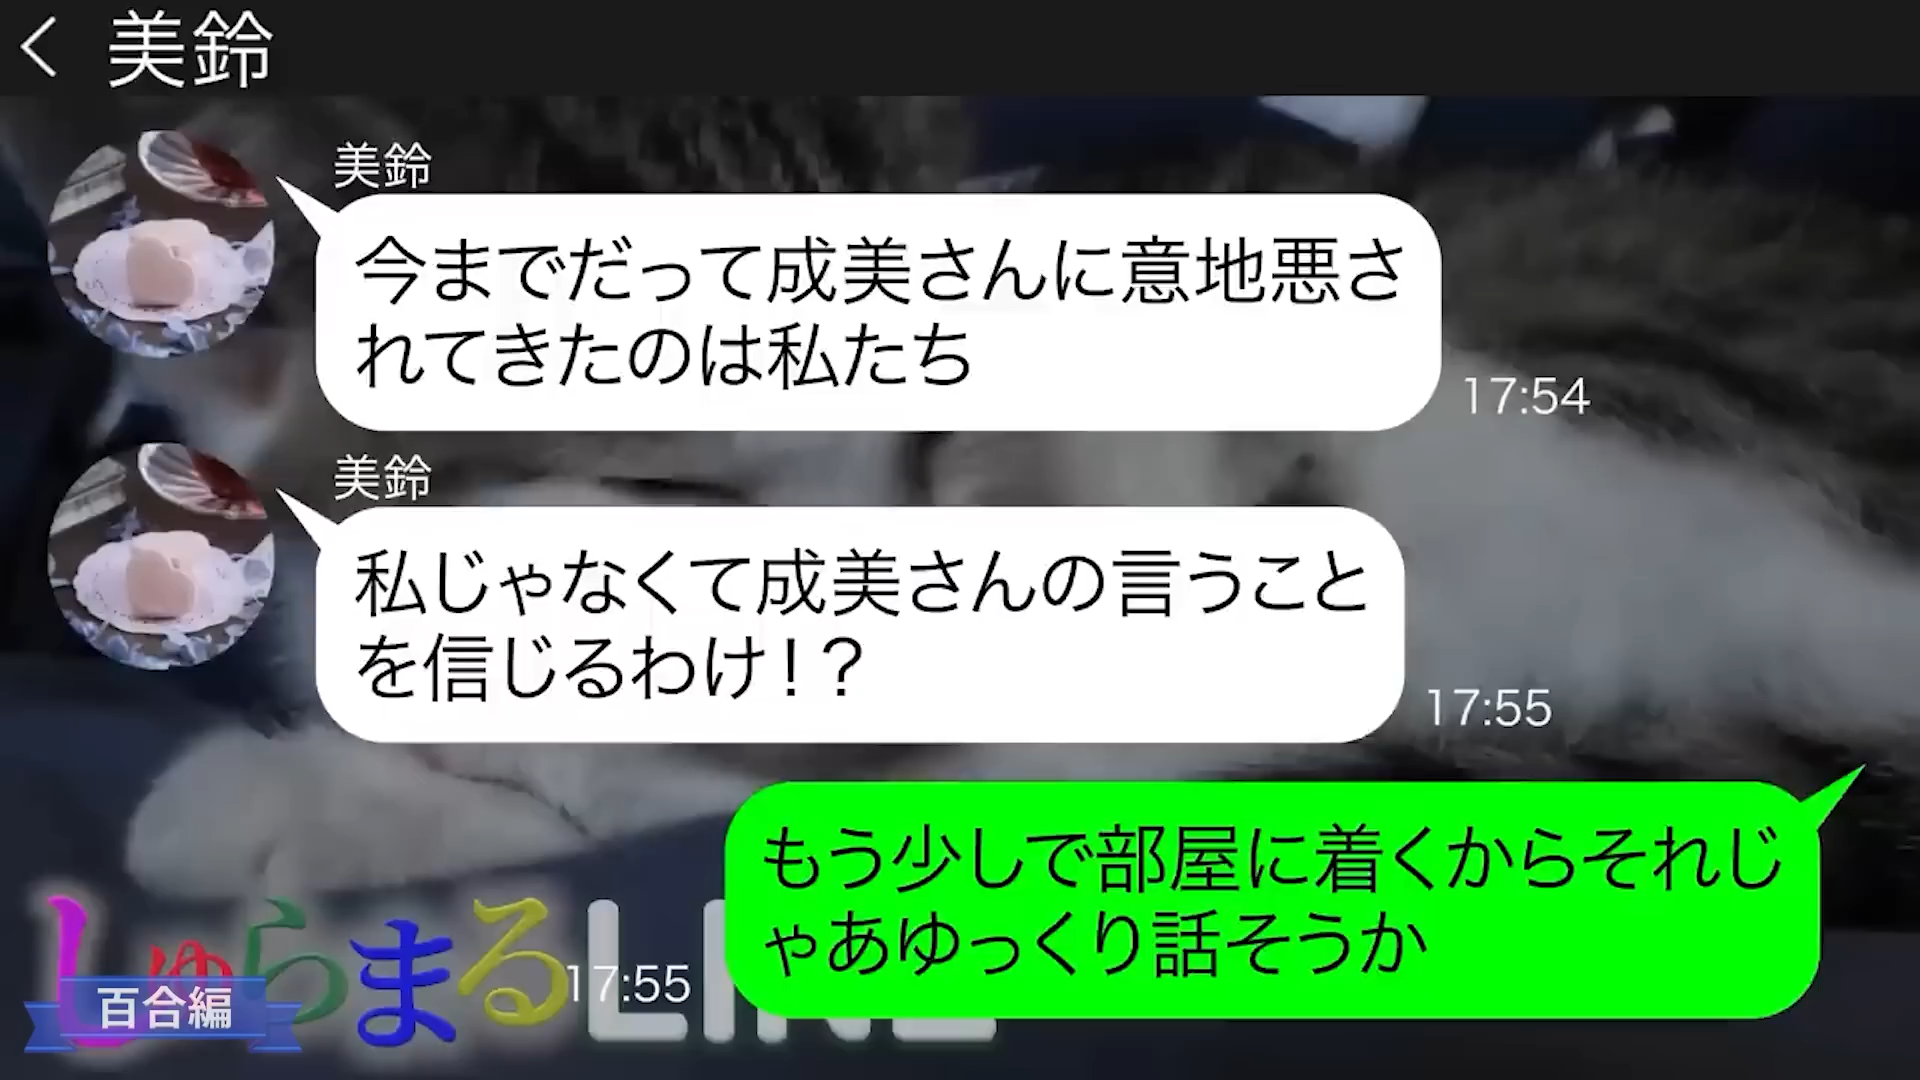 美鈴
美鈴
今までだって成美さんに意地悪さ
れてきたのは私たち
17:54
美鈴
私じゃなくて成美さんの言うこと
を信じるわけ！？
17:55
もう少しで部屋に着くからそれじ
ゃあゆっくり話そうか
17:55
しゅらまるLINE
百合編